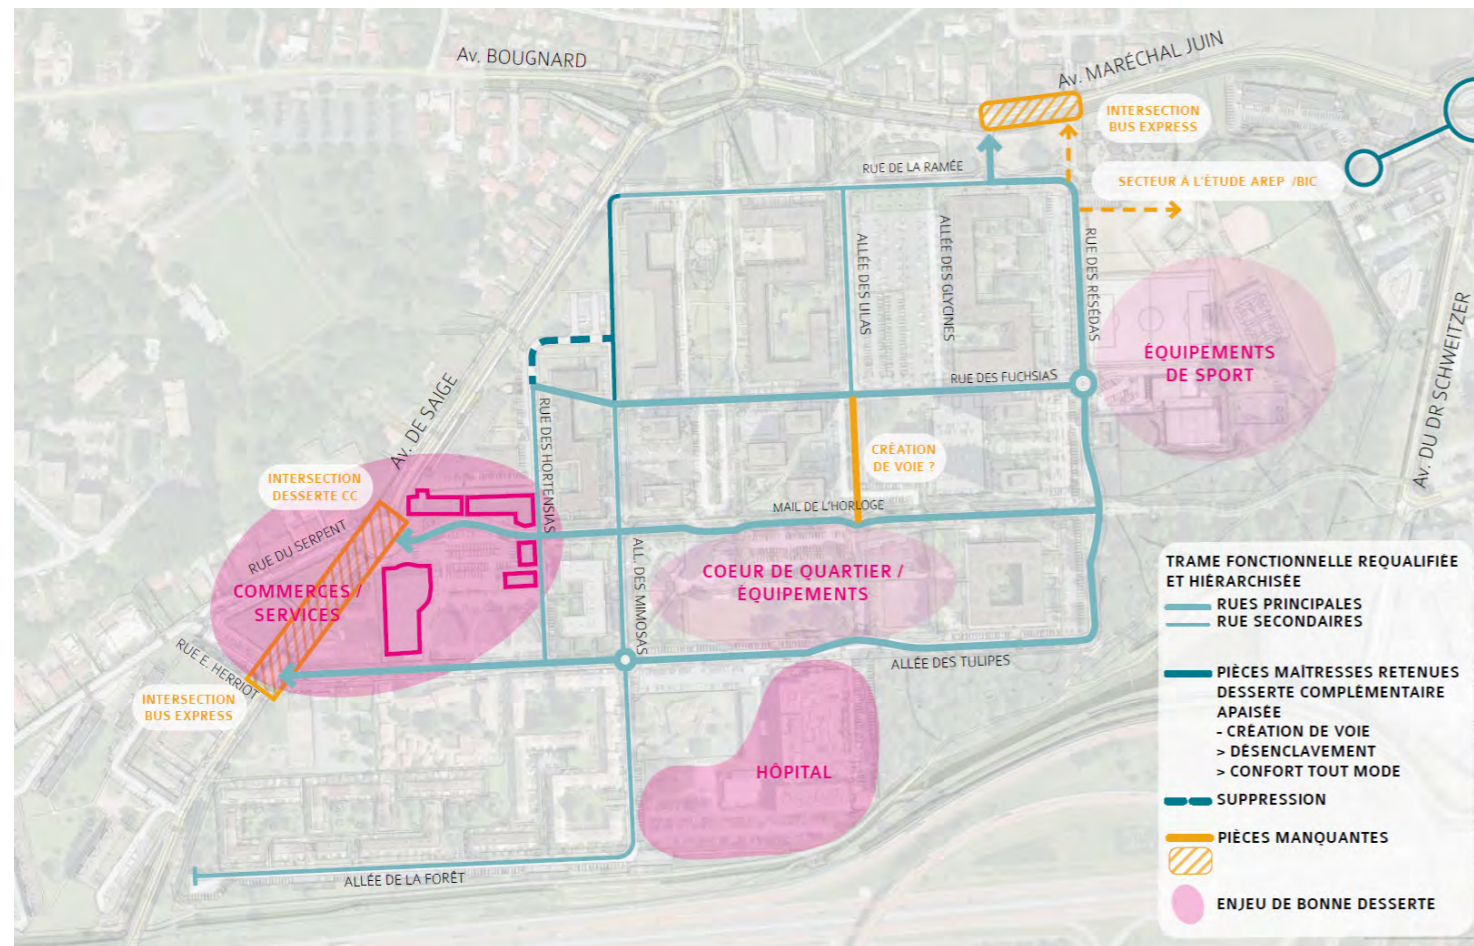 Av. BOUGNARD
Av. MARÉCHAL JUIN
INTERSECTION
BUS EXPRESS
RUE DE LA RAMÉE
SECTEUR À L'ÉTUDE AREP /BIC
ALLÉE DES LILAS
ALLÉE DES GLYCINES
RUE DES RÉSÉDAS
Av. DU DR SCHWEITZER
ÉQUIPEMENTS
DE SPORT
RUE DES FUCHSIAS
Av. DE SAIGE
RUE DES HORTENSIAS
CRÉATION
DE VOIE ?
INTERSECTION
DESSERTE CC
MAIL DE L'HORLOGE
RUE DU SERPENT
COMMERCES /
SERVICES
ALL. DES MIMOSAS
COEUR DE QUARTIER /
ÉQUIPEMENTS
RUE E. HERRIOT
ALLÉE DES TULIPES
INTERSECTION
BUS EXPRESS
HÔPITAL
ALLÉE DE LA FORÊT
TRAME FONCTIONNELLE REQUALIFIÉE
ET HIÉRARCHISÉE
RUES PRINCIPALES
RUE SECONDAIRES
PIÈCES MAÎTRESSES RETENUES
DESSERTE COMPLÉMENTAIRE
APAISÉE
- CRÉATION DE VOIE
> DÉSENCLAVEMENT
> CONFORT TOUT MODE
SUPPRESSION
PIÈCES MANQUANTES
ENJEU DE BONNE DESSERTE